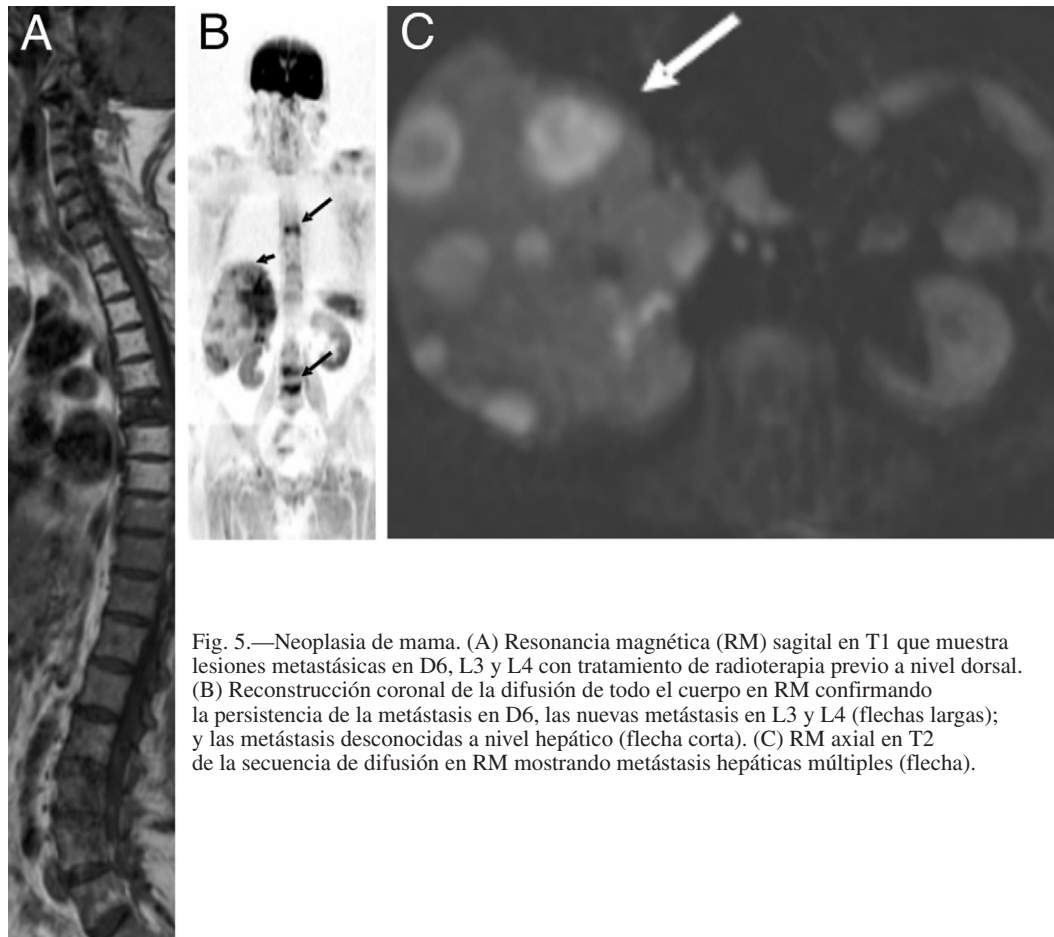 A
B
C
Fig. 5.—Neoplasia de mama. (A) Resonancia magnética (RM) sagital en T1 que muestra
lesiones metastásicas en D6, L3 y L4 con tratamiento de radioterapia previo a nivel dorsal.
(B) Reconstrucción coronal de la difusión de todo el cuerpo en RM confirmando
la persistencia de la metástasis en D6, las nuevas metástasis en L3 y L4 (flechas largas);
y las metástasis desconocidas a nivel hepático (flecha corta). (C) RM axial en T2
de la secuencia de difusión en RM mostrando metástasis hepáticas múltiples (flecha).